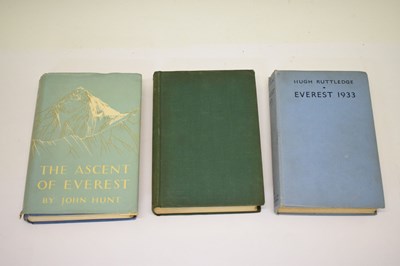 THE ASCENT
OF EVEREST
BY JOHN HUNT
HUGH RUTTLEDGE
EVEREST 1933